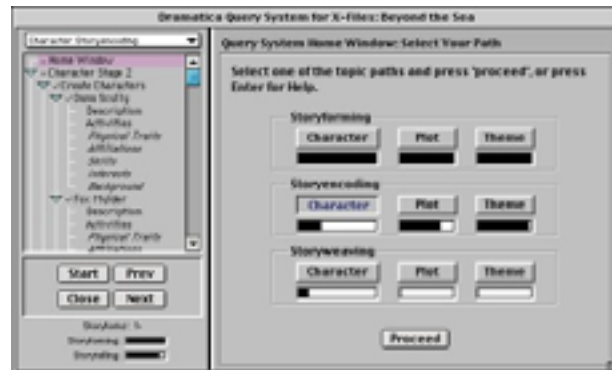 Dramatica Query System for X-Files: Beyond the Sea
Character Storyencoding
Home Window
Character Stage 2
Create Characters
Dana Scully
Description
Activities
Physical Traits
Affiliations
Skills
Interests
Background
Fox Mulder
Description
Activities
Physical Traits
Affiliations
Start Prev
Close Next
Storyforms: 1
Storyforming:
Storytelling:
Query System Home Window: Select Your Path
Select one of the topic paths and press "proceed", or press
Enter for Help.
Storyforming
Character Plot Theme
Storyencoding
Character Plot Theme
Storyweaving
Character Plot Theme
Proceed